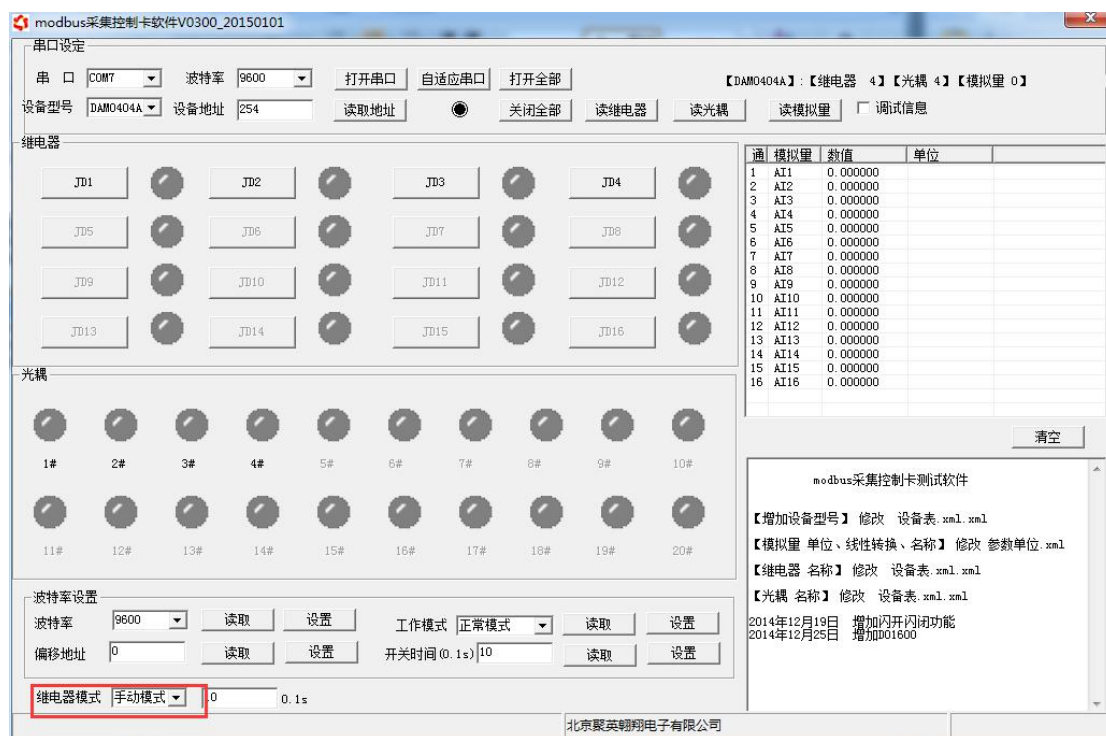 modbus采集控制卡软件V0300_20150101
串口设定
串 口 COM7 波特率 9600 打开串口 自适应串口 打开全部 【DAM0404A】:【继电器 4】【光耦 4】【模拟量 0】
设备型号 DAM0404A 设备地址 254 读取地址 关闭全部 读继电器 读光耦 读模拟量 调试信息
继电器
JD1 JD2 JD3 JD4
JD5 JD6 JD7 JD8
JD9 JD10 JD11 JD12
JD13 JD14 JD15 JD16
光耦
1# 2# 3# 4# 5# 6# 7# 8# 9# 10#
11# 12# 13# 14# 15# 16# 17# 18# 19# 20#
波特率设置
波特率 9600 读取 设置 工作模式 正常模式 读取 设置
偏移地址 0 读取 设置 开关时间(0.1s) 10 读取 设置
继电器模式 手动模式 .0 0.1s
通 模拟量 数值 单位
1 AI1 0.000000
2 AI2 0.000000
3 AI3 0.000000
4 AI4 0.000000
5 AI5 0.000000
6 AI6 0.000000
7 AI7 0.000000
8 AI8 0.000000
9 AI9 0.000000
10 AI10 0.000000
11 AI11 0.000000
12 AI12 0.000000
13 AI13 0.000000
14 AI14 0.000000
15 AI15 0.000000
16 AI16 0.000000
清空
modbus采集控制卡测试软件
【增加设备型号】 修改 设备表.xml.xml
【模拟量 单位、线性转换、名称】 修改 参数单位.xml
【继电器 名称】 修改 设备表.xml.xml
【光耦 名称】 修改 设备表.xml.xml
2014年12月19日 增加闪开闪闭功能
2014年12月25日 增加DO1600
北京聚英翱翔电子有限公司